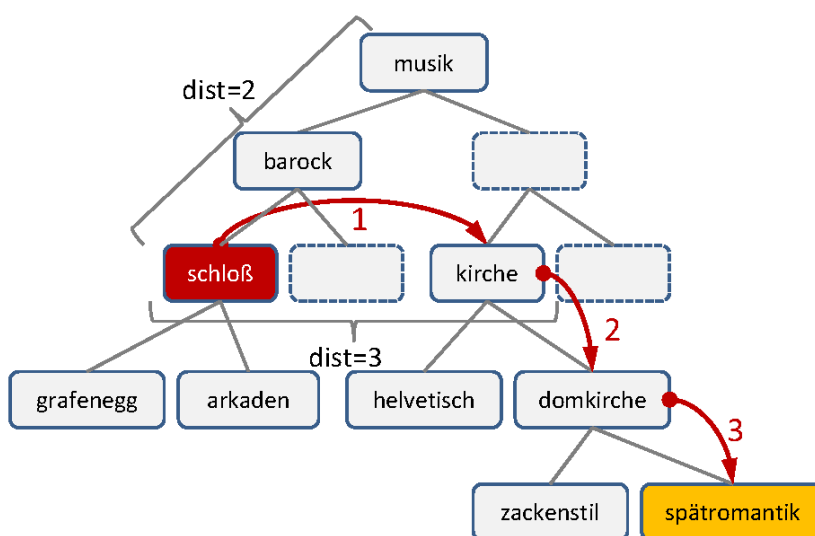 musik
dist=2
barock
1
schloß
kirche
2
dist=3
grafenegg
arkaden
helvetisch
domkirche
3
zackenstil
spätromantik